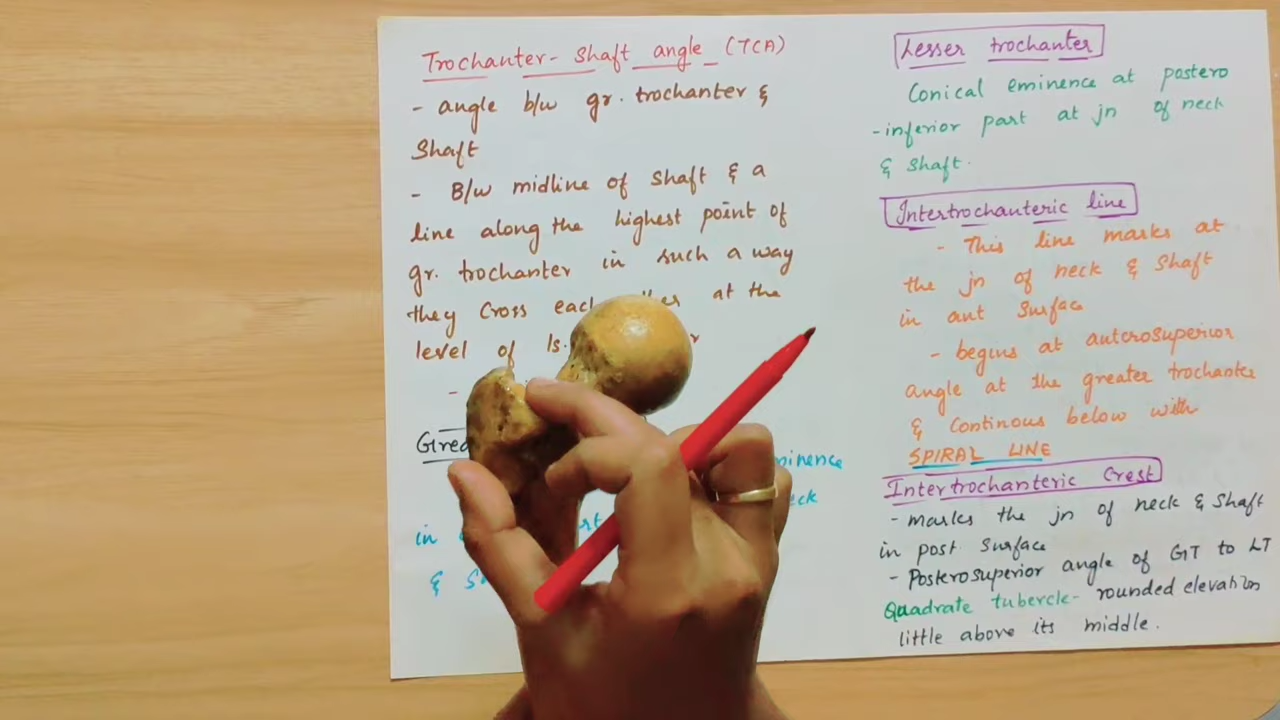 Trochanter- Shaft angle (TCA)
- angle b/w gr. trochanter &
Shaft
- B/w midline of shaft & a
line along the highest point of
gr. trochanter in such a way
they cross each at the
level of
-
in
&
Lesser trochanter
Conical eminence at postero
-inferior part at jn of neck
& shaft.
Intertrochanteric line
- This line marks at
the jn of neck & shaft
in ant surface
- begins at anterosuperior
angle at the greater trochante
& continous below with
SPIRAL LINE
Intertrochanteric Crest
- marks the jn of neck & shaft
in post. surface
- Posterosuperior angle of GT to LT
Quadrate tubercle- rounded elevation
little above its middle.